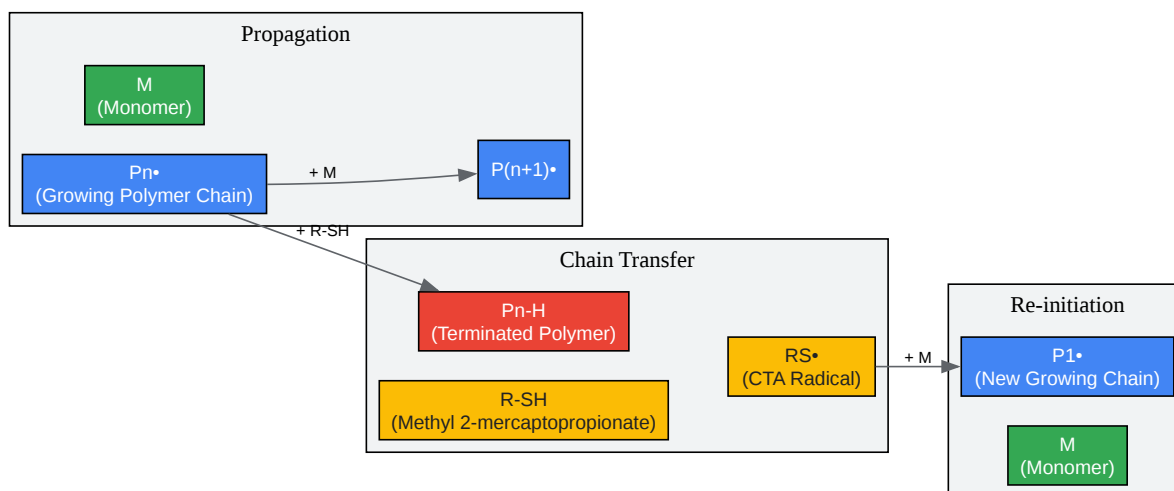 Propagation
M
(Monomer)
Pn•
(Growing Polymer Chain)
+ M
P(n+1)•
+ R-SH
Chain Transfer
Pn-H
(Terminated Polymer)
R-SH
(Methyl 2-mercaptopropionate)
RS•
(CTA Radical)
+ M
Re-initiation
P1•
(New Growing Chain)
M
(Monomer)